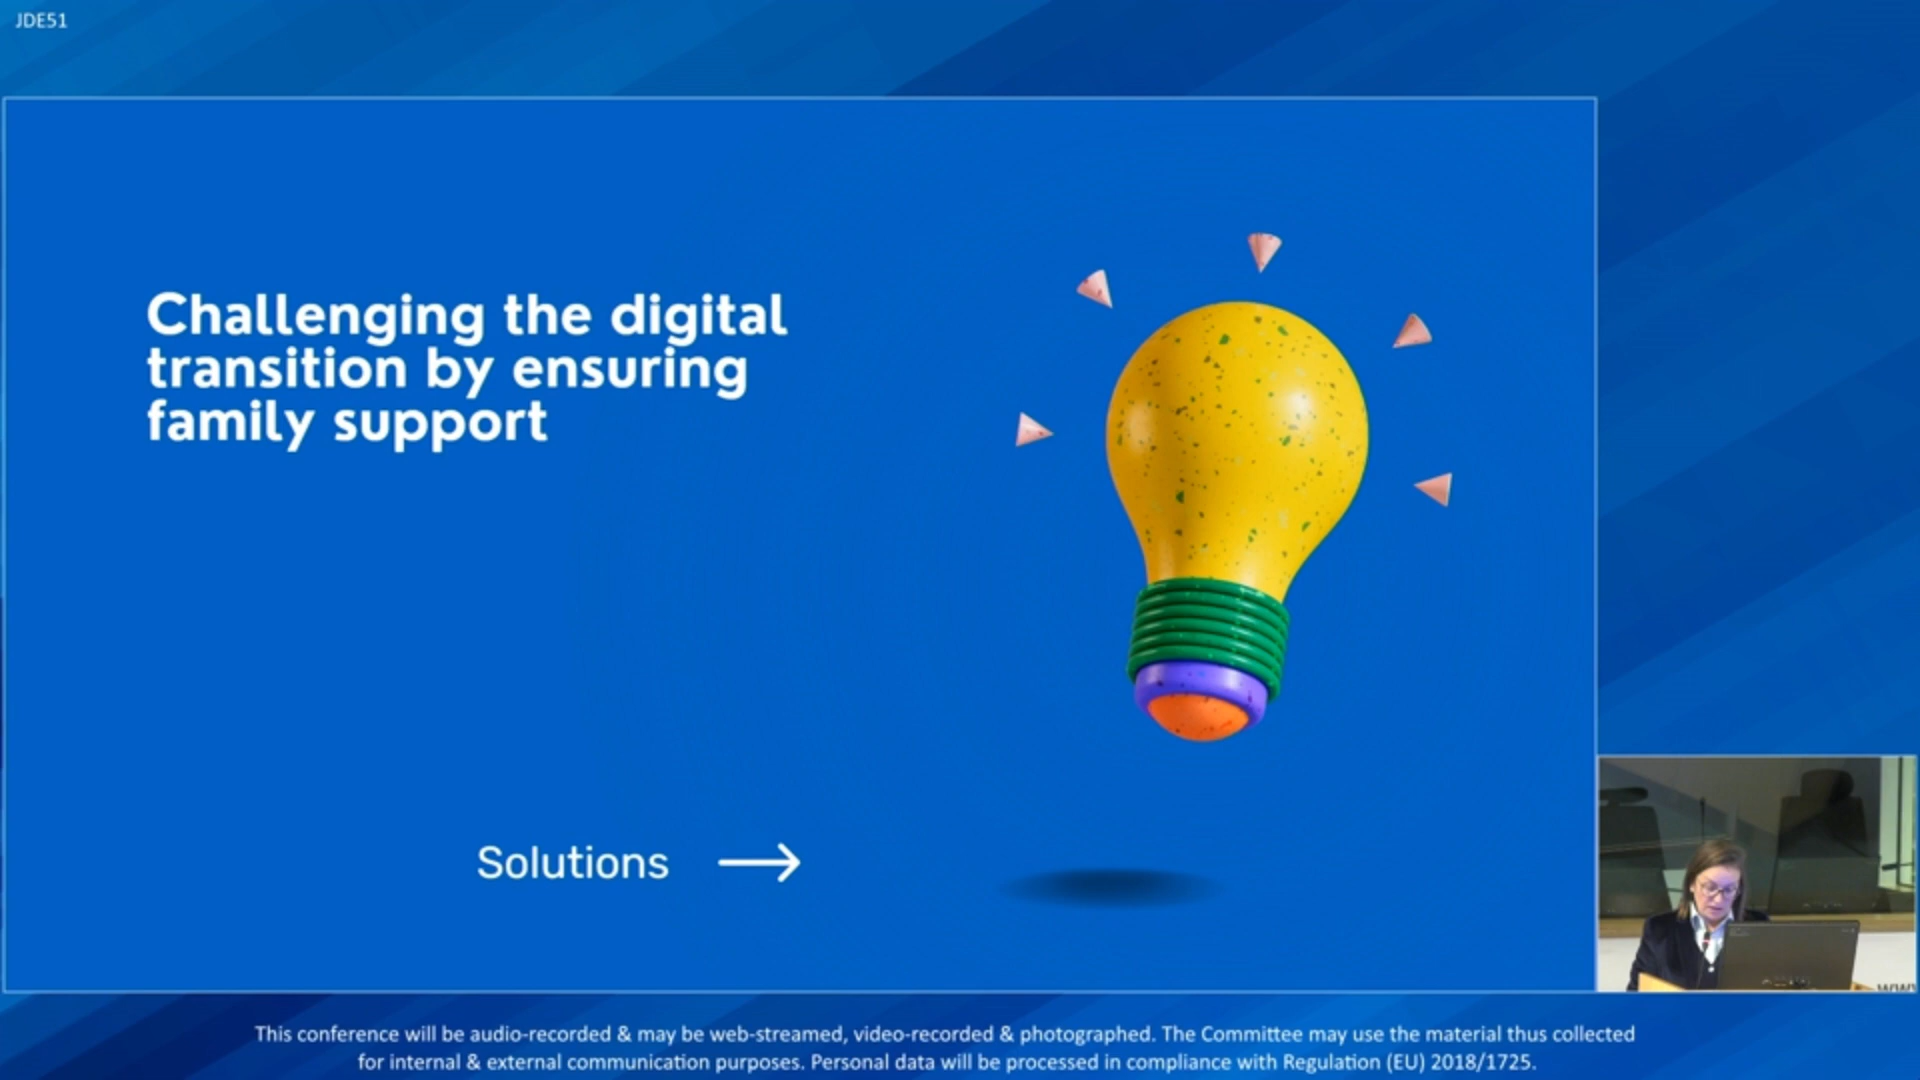 JDE51
Challenging the digital
transition by ensuring
family support
Solutions
This conference will be audio-recorded & may be web-streamed, video-recorded & photographed. The Committee may use the material thus collected
for internal & external communication purposes. Personal data will be processed in compliance with Regulation (EU) 2018/1725.